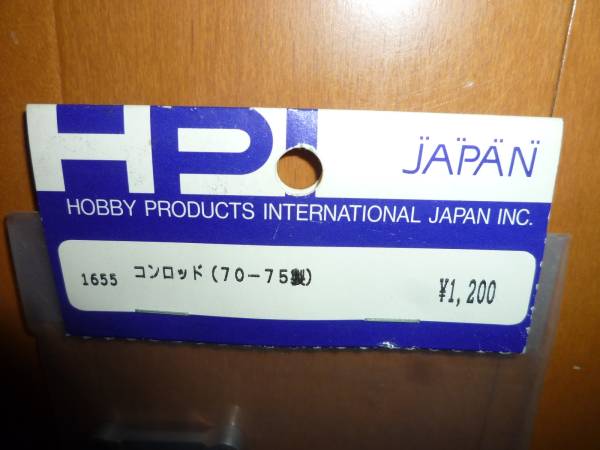 HPI
JAPAN
HOBBY PRODUCTS INTERNATIONAL JAPAN INC.
1655 コンロッド(70-75製)
¥1,200